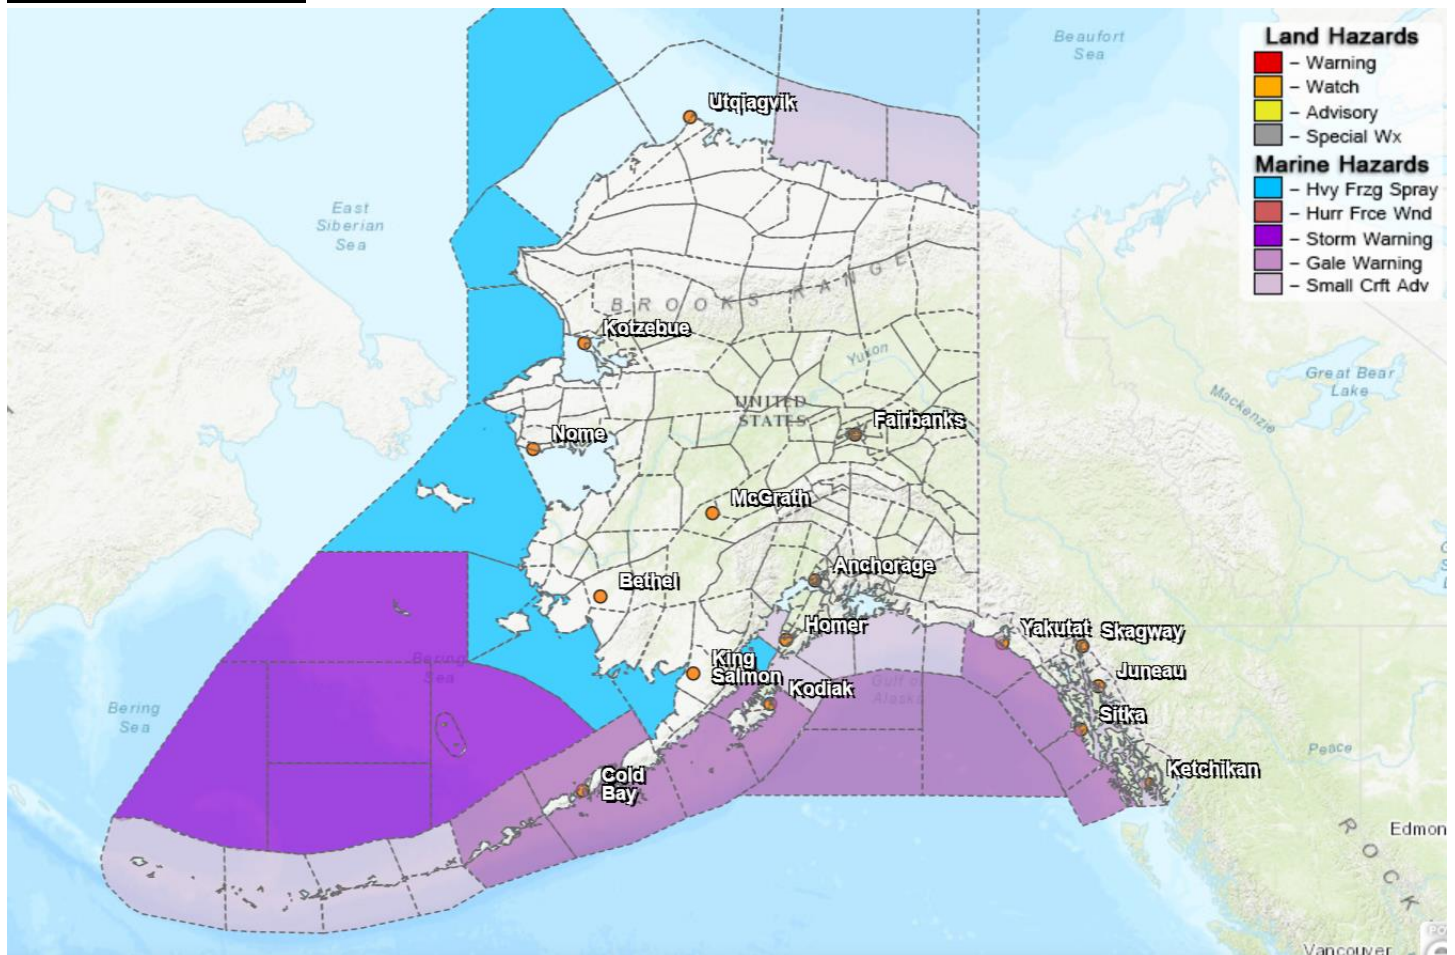 Land Hazards
– Warning
– Watch
– Advisory
– Special Wx
Marine Hazards
– Hvy Frzg Spray
– Hurr Frce Wnd
– Storm Warning
– Gale Warning
– Small Crft Adv
Beaufort
Sea
Utqiagvik
East
Siberian
Sea
BROOKS RANGE
Kotzebue
Yukon
Great Bear
Lake
Mackenzie
UNITED
STATES
Fairbanks
Nome
McGrath
Anchorage
Bethel
Homer
Yakutat
Skagway
King
Salmon
Juneau
Bering
Sea
Kodiak
Gulf of
Alaska
Bering
Sea
Sitka
Peace
Ketchikan
Cold
Bay
ROCK
Edmon
Vancouver